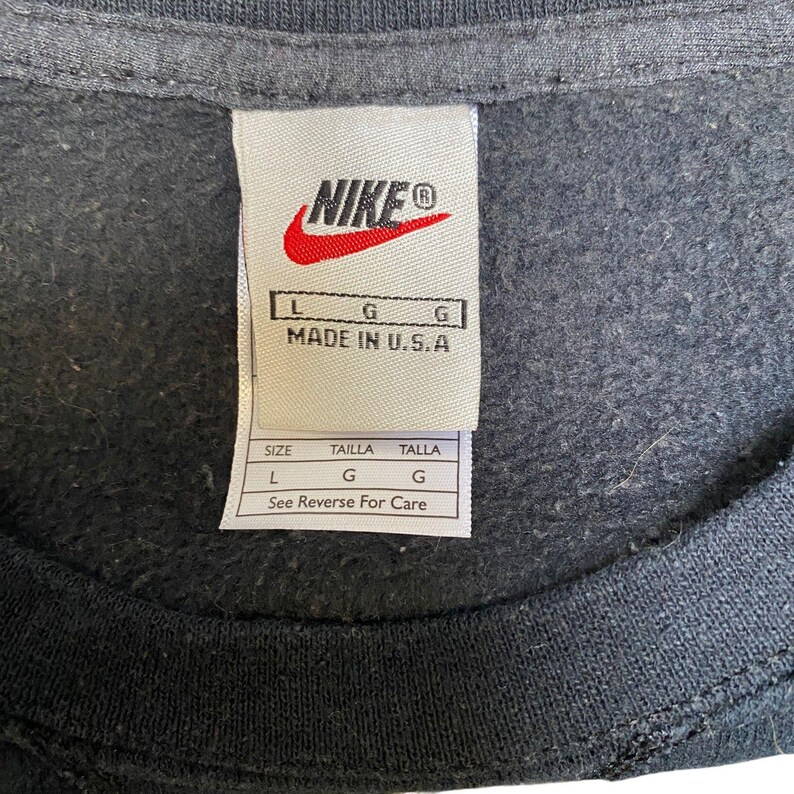 NIKE®
L G G
MADE IN U.S.A
SIZE TAILLA TALLA
L G G
See Reverse For Care